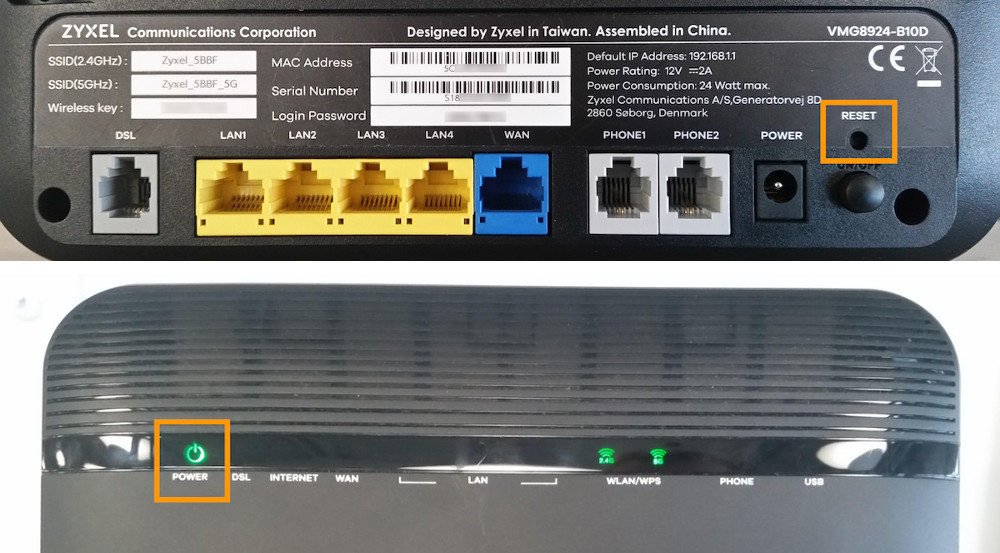 ZYXEL Communications Corporation
Designed by Zyxel in Taiwan. Assembled in China.
VMG8924-B10D
SSID(2.4GHz) : Zyxel_5BBF
SSID(5GHz) : Zyxel_5BBF_5G
Wireless key :
MAC Address 5C
Serial Number S18
Login Password
Default IP Address: 192.168.1.1
Power Rating: 12V ⎓2A
Power Consumption: 24 Watt max.
Zyxel Communications A/S,Generatorvej 8D
2860 Søborg, Denmark
CE
RESET
DSL LAN1 LAN2 LAN3 LAN4 WAN PHONE1 PHONE2 POWER
ON/OFF
2.4G 5G
POWER DSL INTERNET WAN LAN WLAN/WPS PHONE USB